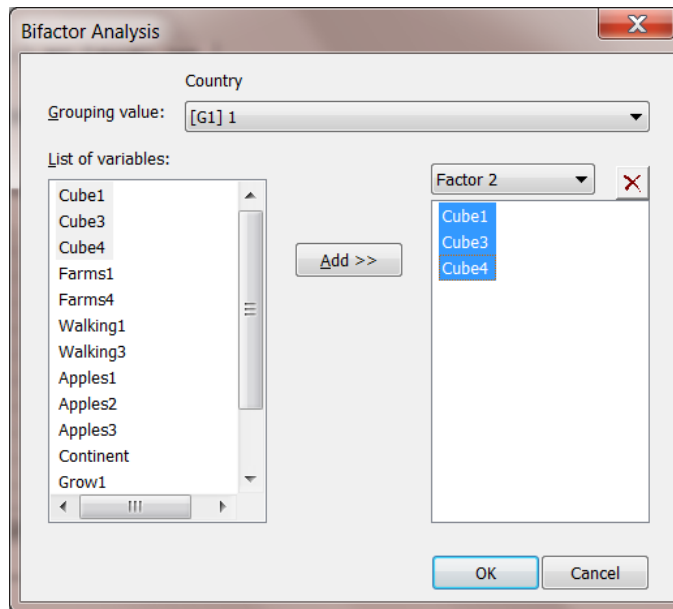 Bifactor Analysis
Country
Grouping value:
[G1] 1
List of variables:
Cube1
Cube3
Cube4
Farms1
Farms4
Walking1
Walking3
Apples1
Apples2
Apples3
Continent
Grow1
Add >>
Factor 2
Cube1
Cube3
Cube4
OK
Cancel